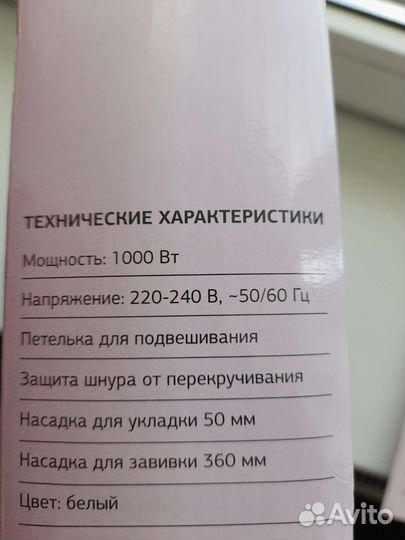 ТЕХНИЧЕСКИЕ ХАРАКТЕРИСТИКИ
Мощность: 1000 Вт
Напряжение: 220-240 В, ~50/60 Гц
Петелька для подвешивания
Защита шнура от перекручивания
Насадка для укладки 50 мм
Насадка для завивки 360 мм
Цвет: белый
Avito